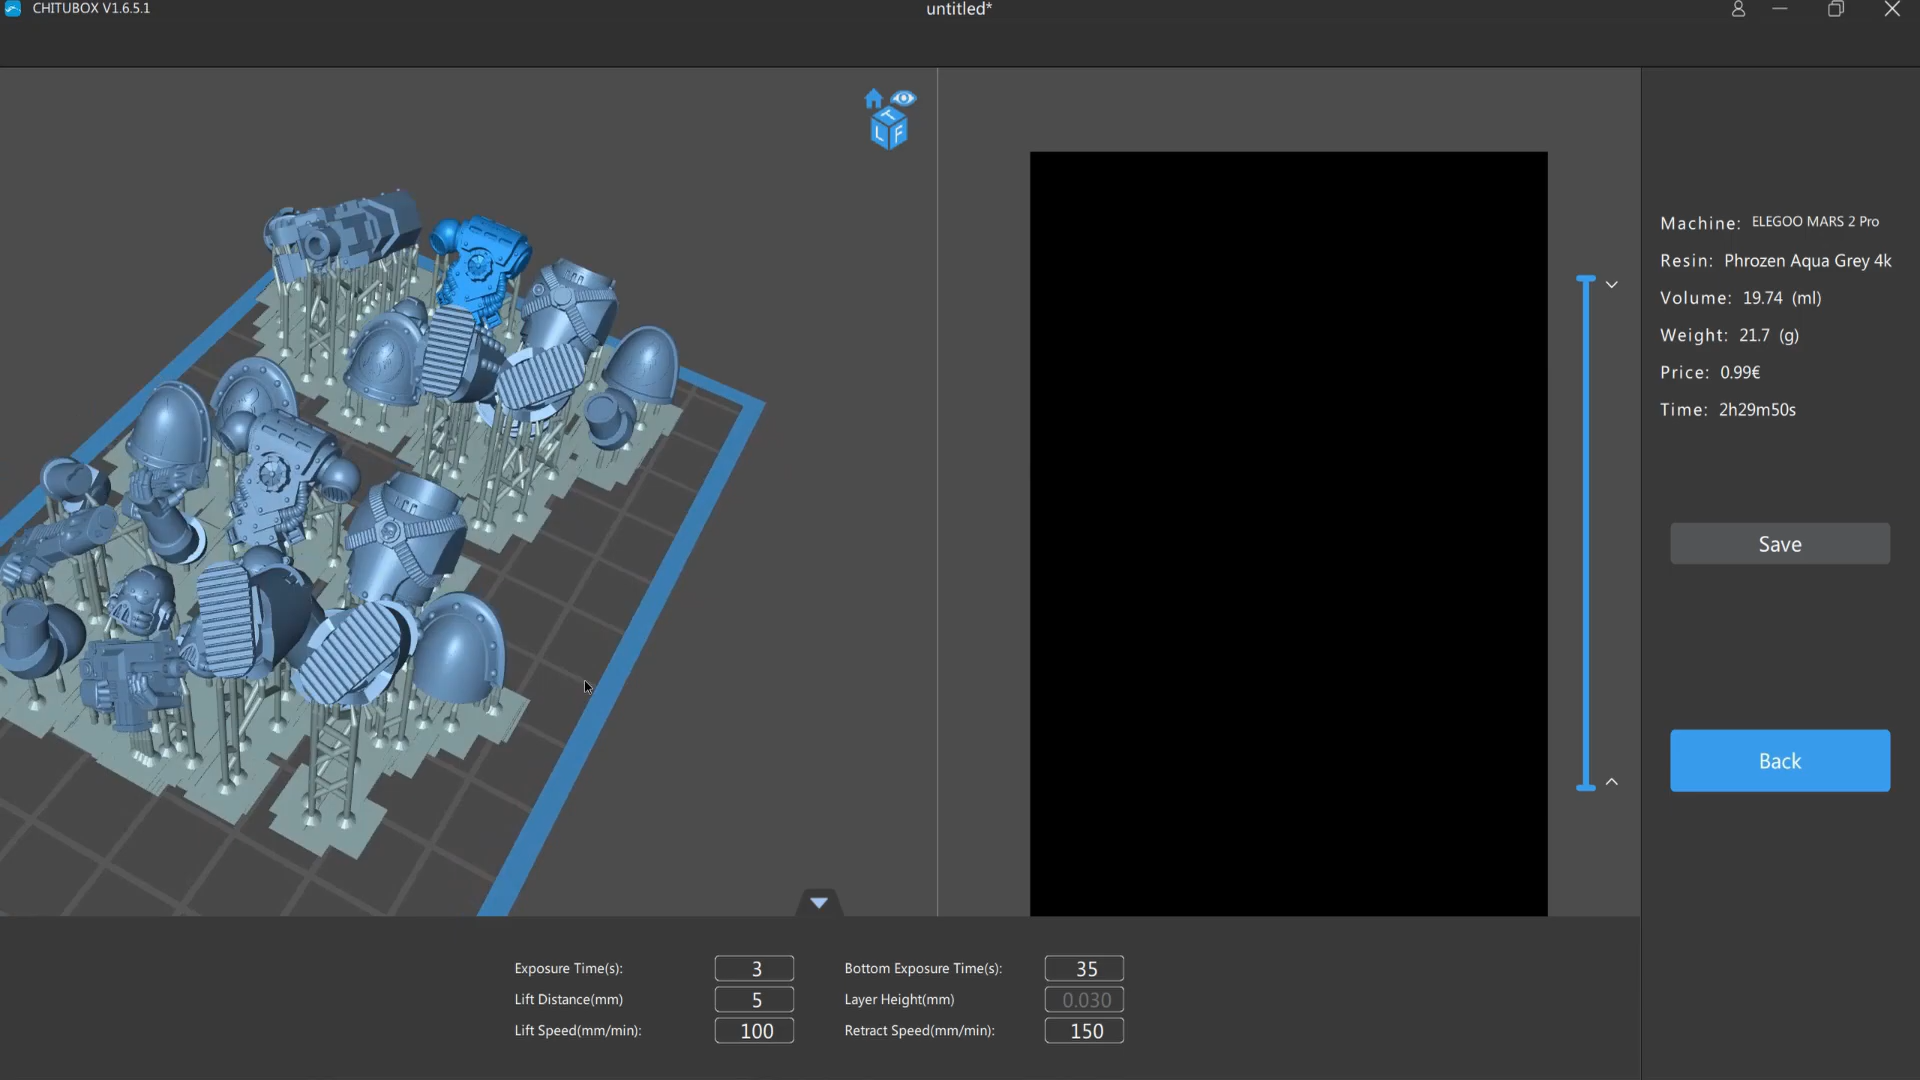 CHITUBOX V1.6.5.1
untitled*
T
L F
Machine: ELEGOO MARS 2 Pro
Resin: Phrozen Aqua Grey 4k
Volume: 19.74 (ml)
Weight: 21.7 (g)
Price: 0.99€
Time: 2h29m50s
Save
Back
Exposure Time(s): 3 Bottom Exposure Time(s): 35
Lift Distance(mm) 5 Layer Height(mm) 0.030
Lift Speed(mm/min): 100 Retract Speed(mm/min): 150